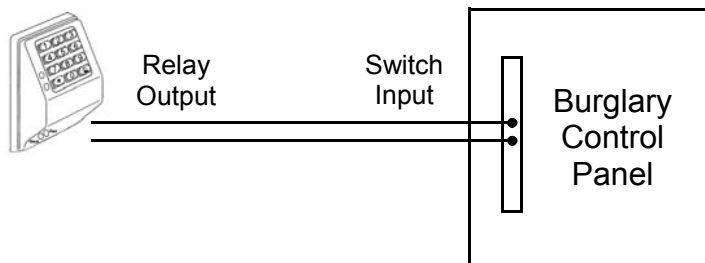 Relay
Output
Switch
Input
Burglary
Control
Panel